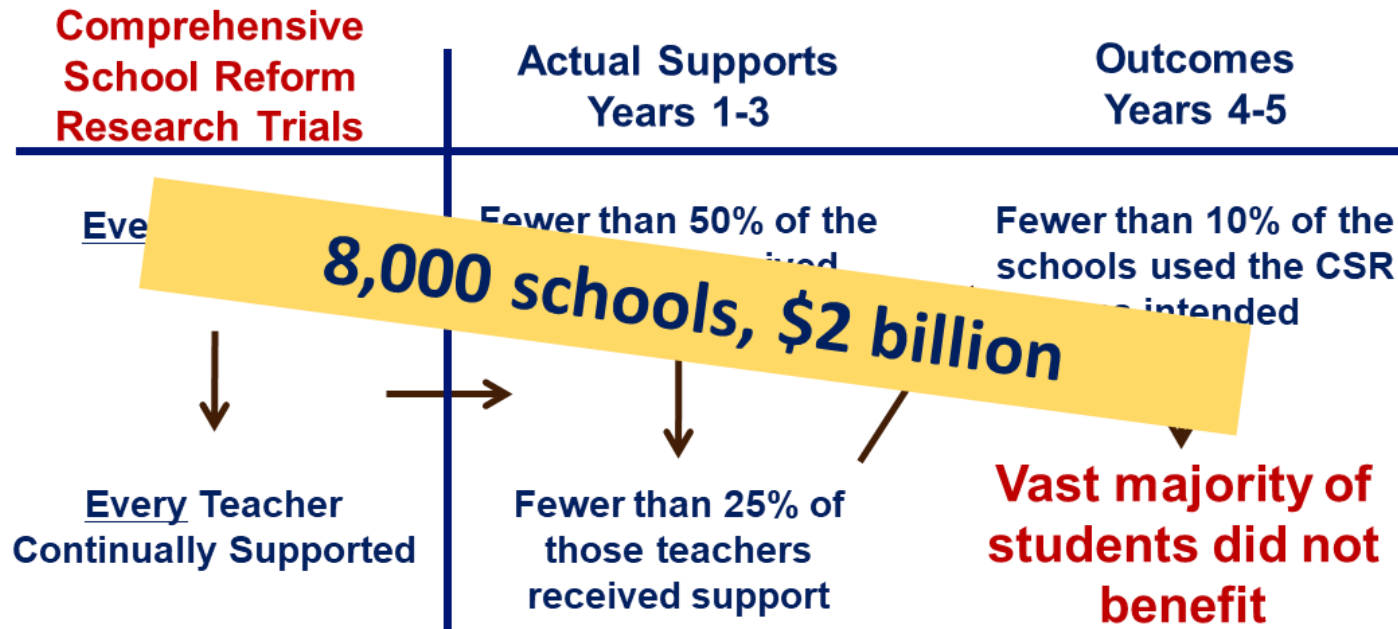 Comprehensive
School Reform
Research Trials
Actual Supports
Years 1-3
Outcomes
Years 4-5
Fewer than 50% of the
Fewer than 10% of the
schools used the CSR
intended
8,000 schools, $2 billion
Every Teacher
Continually Supported
Fewer than 25% of
those teachers
received support
Vast majority of
students did not
benefit